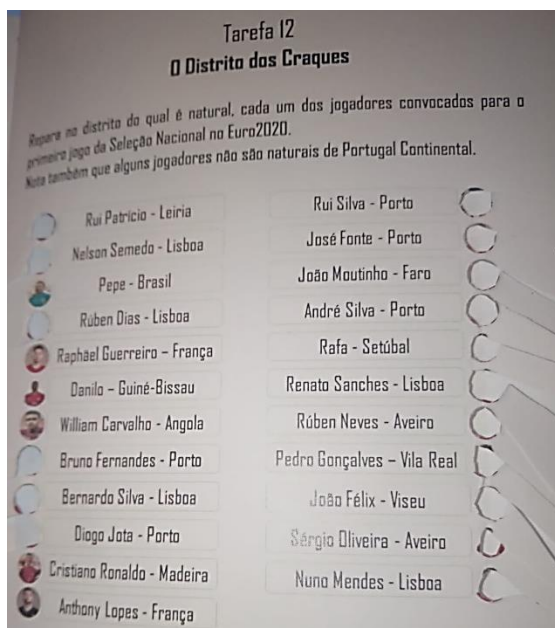 Tarefa 12
O Distrito dos Craques
Repara no distrito do qual é natural, cada um dos jogadores convocados para o
primeiro jogo da Seleção Nacional no Euro2020.
Nota também que alguns jogadores não são naturais de Portugal Continental.
Rui Patrício - Leiria
Nelson Semedo - Lisboa
Pepe - Brasil
Rúben Dias - Lisboa
Raphäel Guerreiro – França
Danilo – Guiné-Bissau
William Carvalho - Angola
Bruno Fernandes - Porto
Bernardo Silva - Lisboa
Diogo Jota - Porto
Cristiano Ronaldo - Madeira
Anthony Lopes - França
Rui Silva - Porto
José Fonte - Porto
João Moutinho - Faro
André Silva - Porto
Rafa - Setúbal
Renato Sanches - Lisboa
Rúben Neves - Aveiro
Pedro Gonçalves – Vila Real
João Félix - Viseu
Sérgio Oliveira - Aveiro
Nuno Mendes - Lisboa